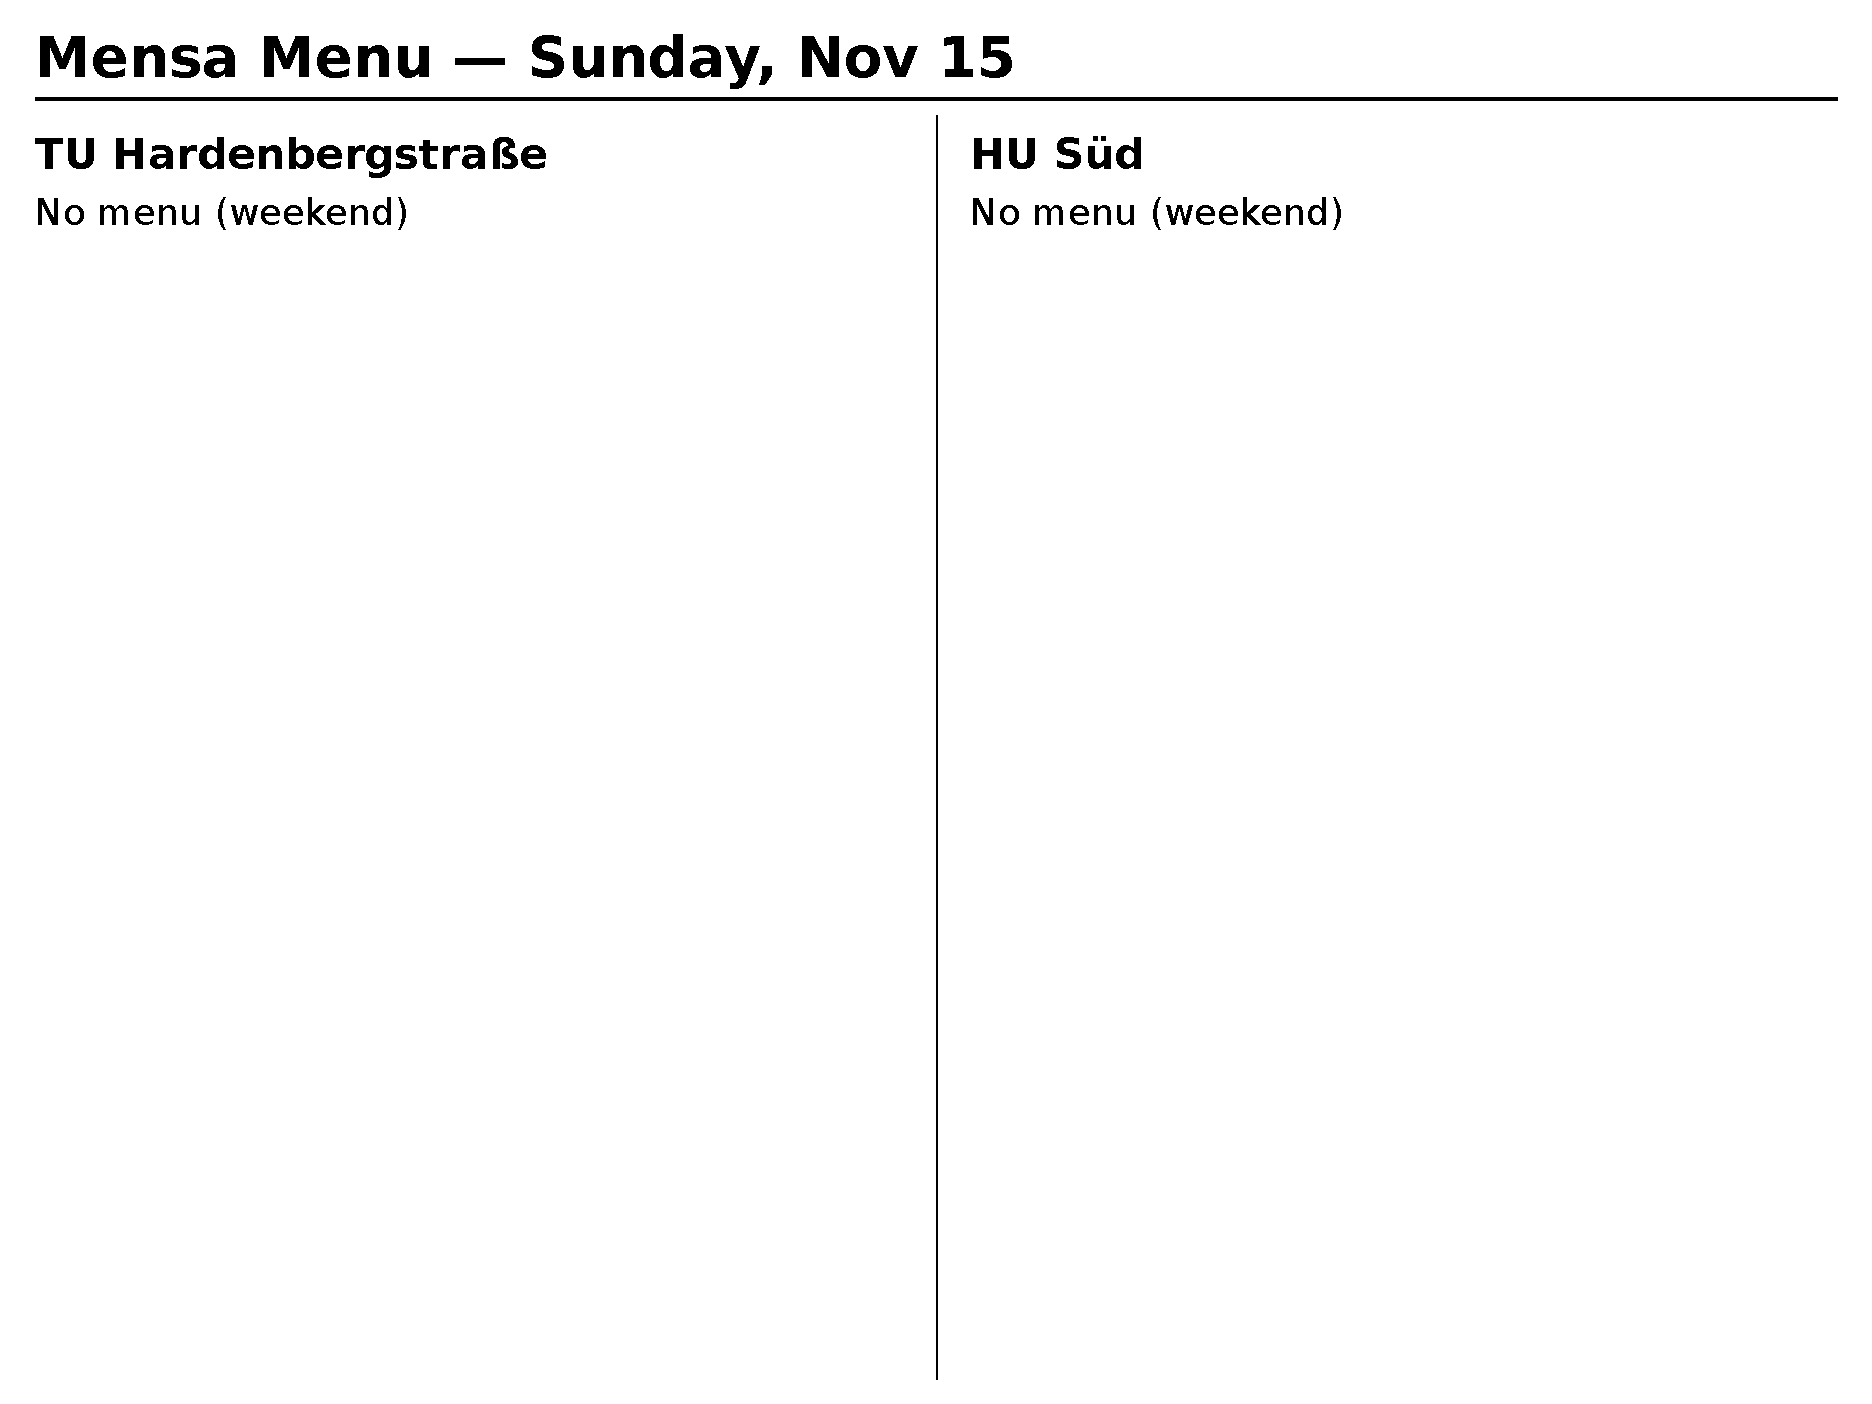 Mensa Menu — Sunday, Nov 15
TU Hardenbergstraße
No menu (weekend)
HU Süd
No menu (weekend)